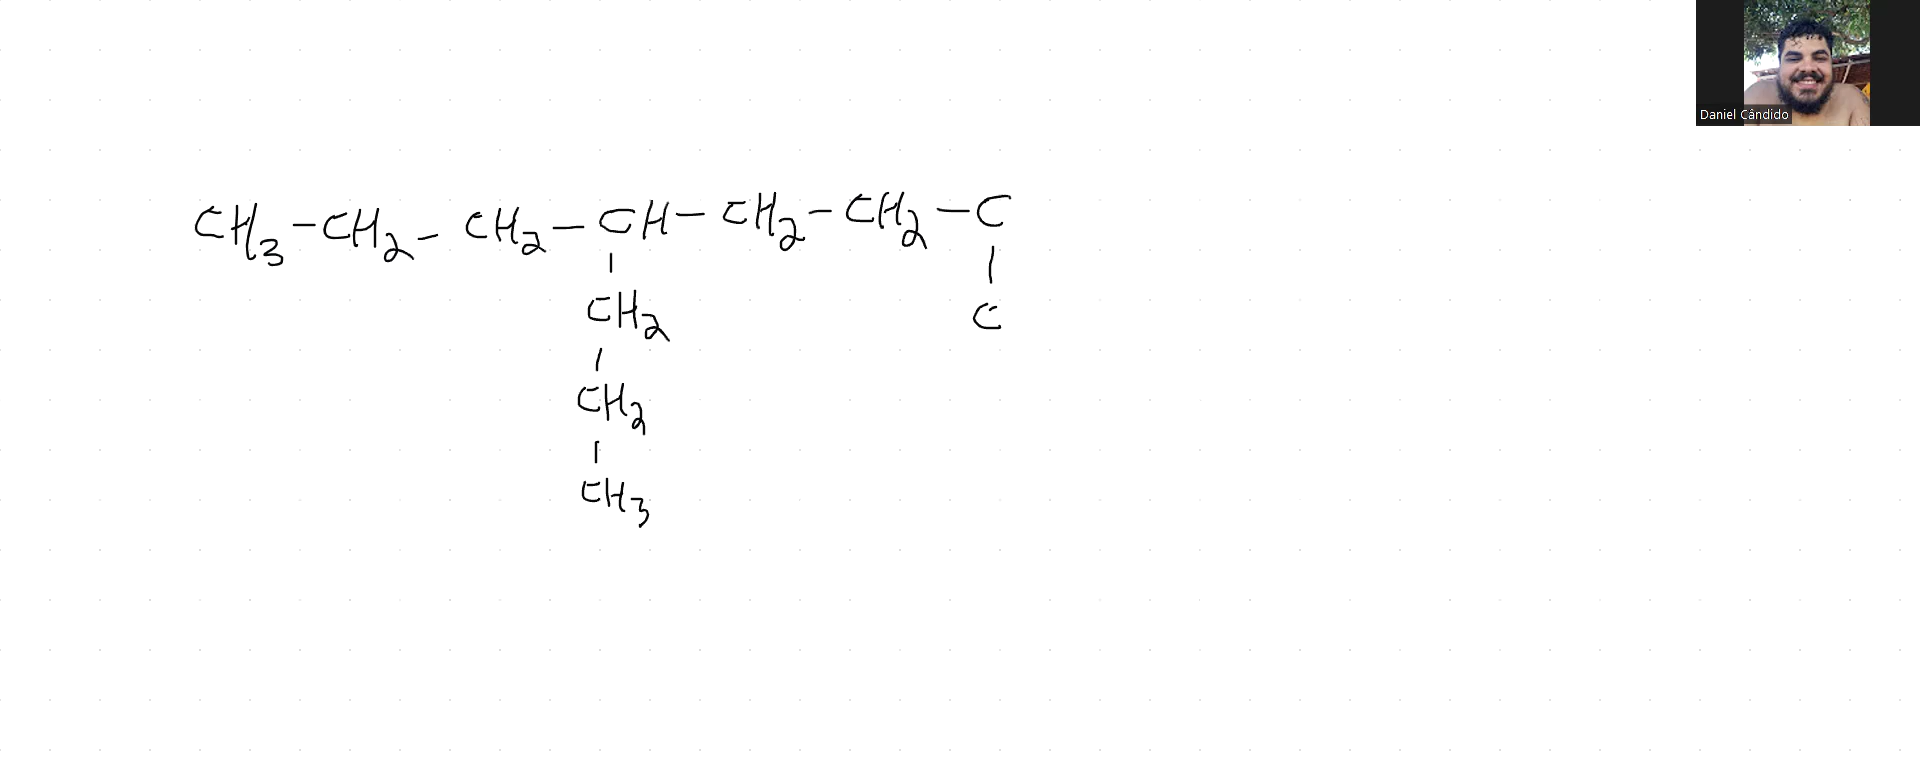 Daniel Cândido
CH3-CH2-CH2-CH-CH2-CH2-C
CH2
C
CH2
CH3